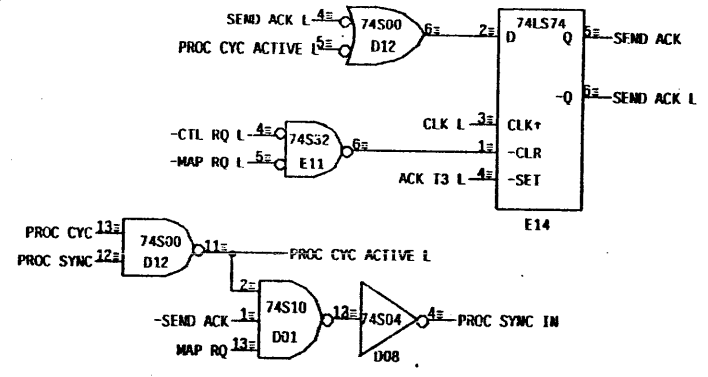 SEND ACK L 4 74S00 6 2 74LS74
D Q 5 SEND ACK
PROC CYC ACTIVE L 5 D12
-Q 6 SEND ACK L
CLK L 3 CLK↑
-CTL RQ L 4 74S32 6 1 -CLR
-MAP RQ L 5 E11
ACK T3 L 4 -SET
E14
PROC CYC 13 74S00 11 PROC CYC ACTIVE L
PROC SYNC 12 D12
2 74S10
-SEND ACK 1 D01 12 74S04 4 PROC SYNC IN
MAP RQ 13
D08